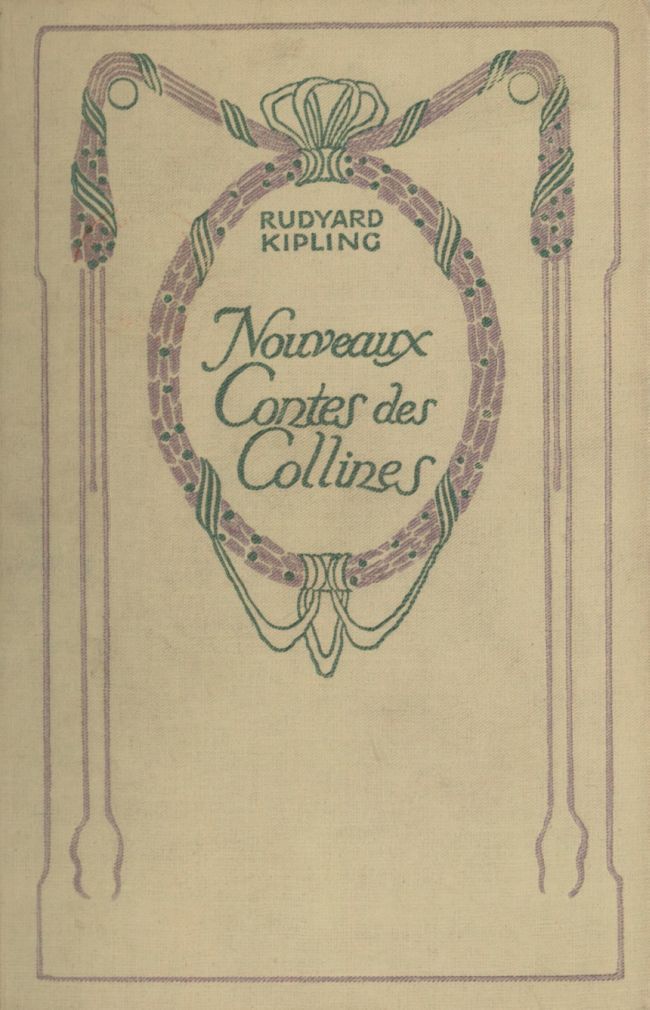 RUDYARD
KIPLING
Nouveaux
Contes des
Collines